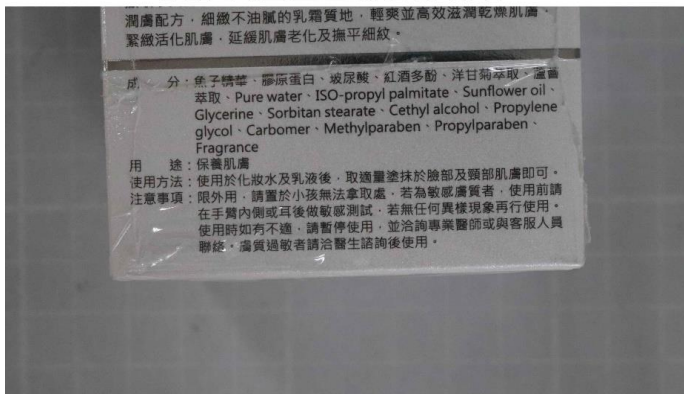 潤膚配方，細緻不油膩的乳霜質地，輕爽並高效滋潤乾燥肌膚、
緊緻活化肌膚，延緩肌膚老化及撫平細紋。
成　　分：魚子精華、膠原蛋白、玻尿酸、紅酒多酚、洋甘菊萃取、蘆薈
萃取、Pure water、ISO-propyl palmitate、Sunflower oil、
Glycerine、Sorbitan stearate、Cethyl alcohol、Propylene
glycol、Carbomer、Methylparaben、Propylparaben、
Fragrance
用　　途：保養肌膚
使用方法：使用於化妝水及乳液後，取適量塗抹於臉部及頸部肌膚即可。
注意事項：限外用，請置於小孩無法拿取處，若為敏感膚質者，使用前請
在手臂內側或耳後做敏感測試，若無任何異樣現象再行使用。
使用時如有不適，請暫停使用，並洽詢專業醫師或與客服人員
聯絡。膚質過敏者請洽醫生諮詢後使用。